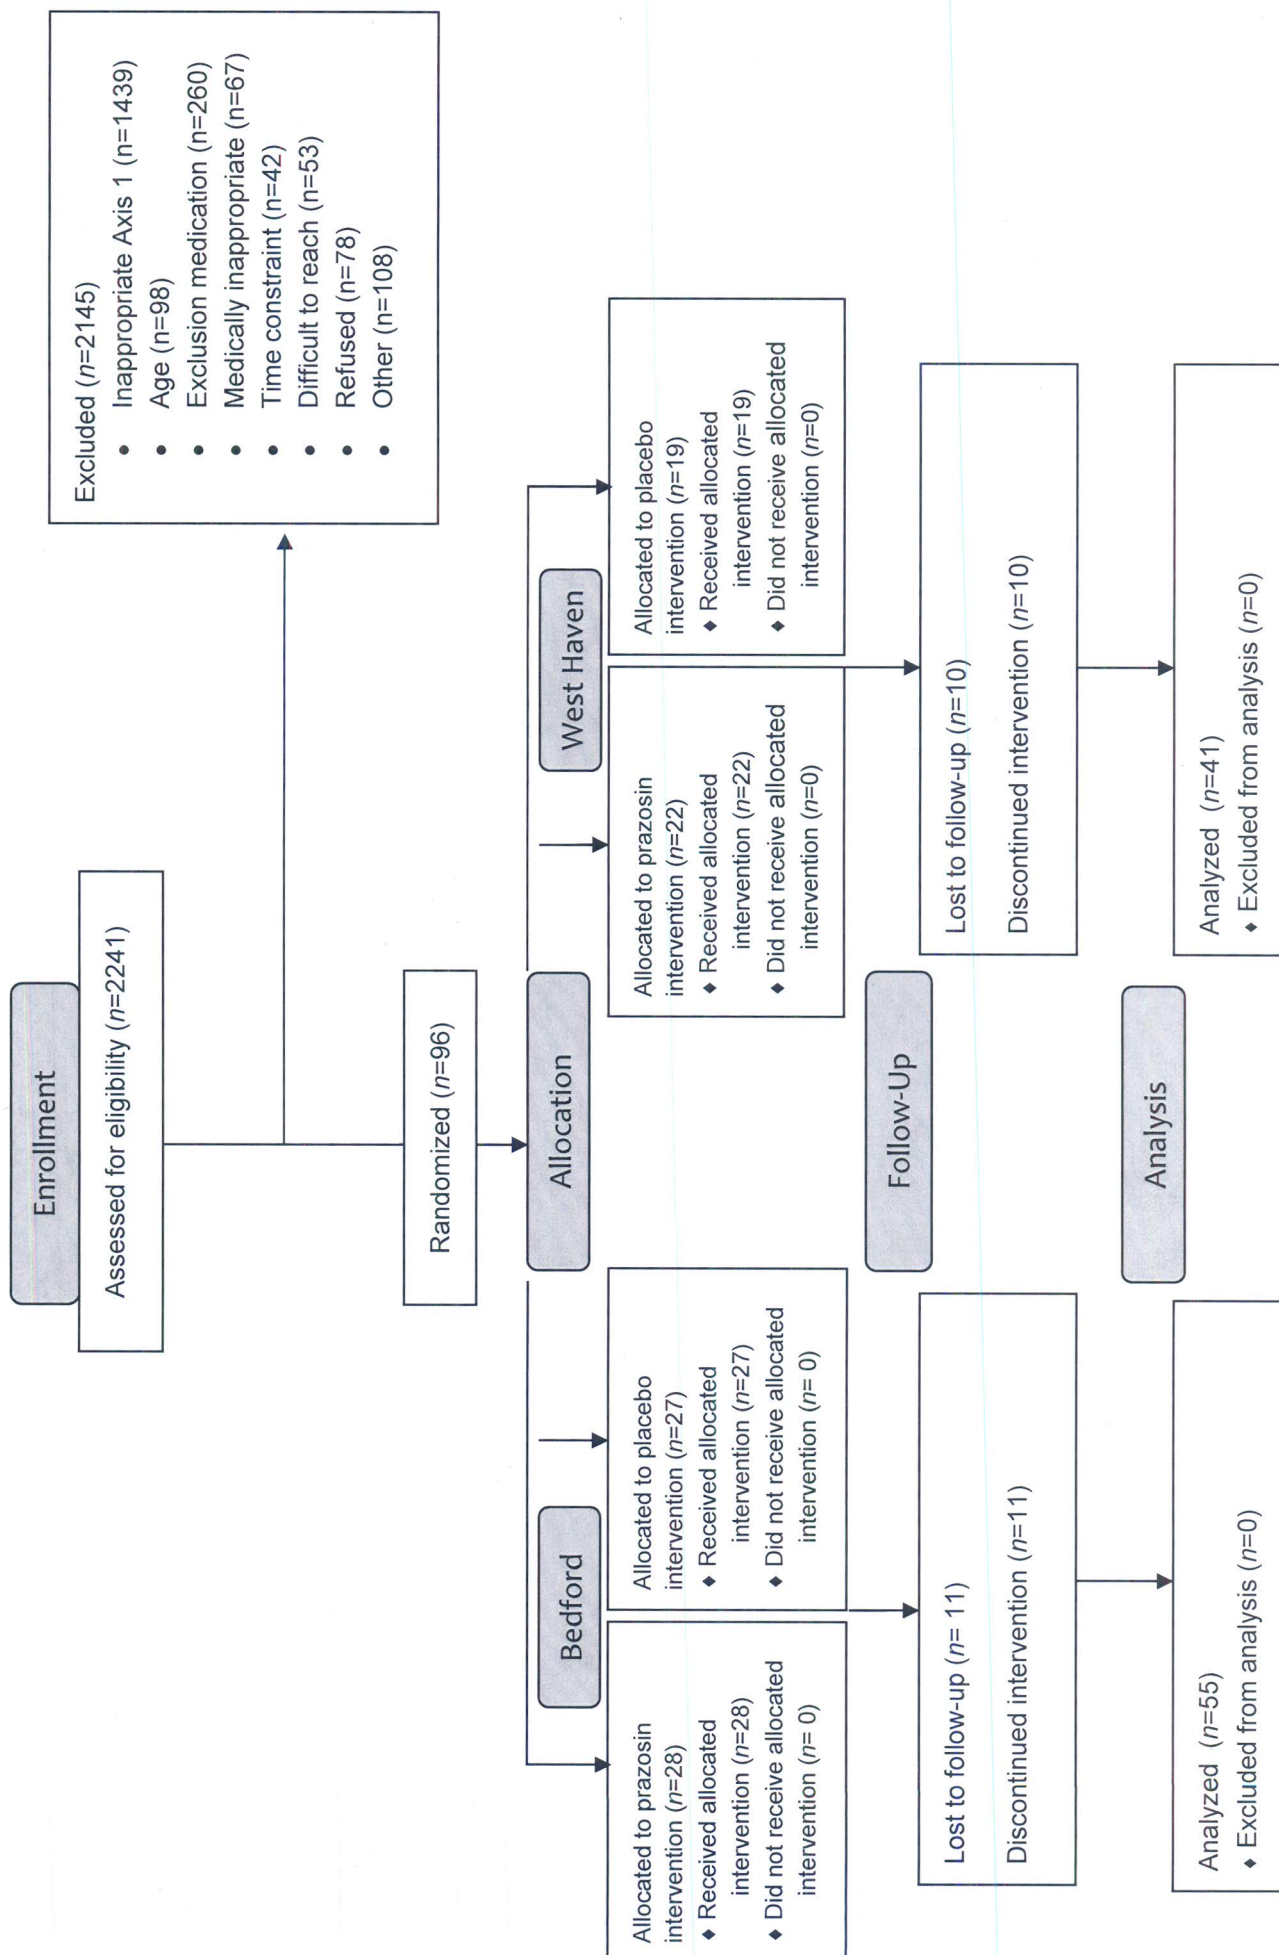 Enrollment
Assessed for eligibility (n=2241)
Excluded (n=2145)
• Inappropriate Axis 1 (n=1439)
• Age (n=98)
• Exclusion medication (n=260)
• Medically inappropriate (n=67)
• Time constraint (n=42)
• Difficult to reach (n=53)
• Refused (n=78)
• Other (n=108)
Randomized (n=96)
Allocation
Bedford
Allocated to prazosin
intervention (n=28)
♦ Received allocated
intervention (n=28)
♦ Did not receive allocated
intervention (n= 0)
Allocated to placebo
intervention (n=27)
♦ Received allocated
intervention (n=27)
♦ Did not receive allocated
intervention (n= 0)
West Haven
Allocated to prazosin
intervention (n=22)
♦ Received allocated
intervention (n=22)
♦ Did not receive allocated
intervention (n=0)
Allocated to placebo
intervention (n=19)
♦ Received allocated
intervention (n=19)
♦ Did not receive allocated
intervention (n=0)
Follow-Up
Lost to follow-up (n= 11)
Discontinued intervention (n=11)
Lost to follow-up (n=10)
Discontinued intervention (n=10)
Analysis
Analyzed (n=55)
♦ Excluded from analysis (n=0)
Analyzed (n=41)
♦ Excluded from analysis (n=0)